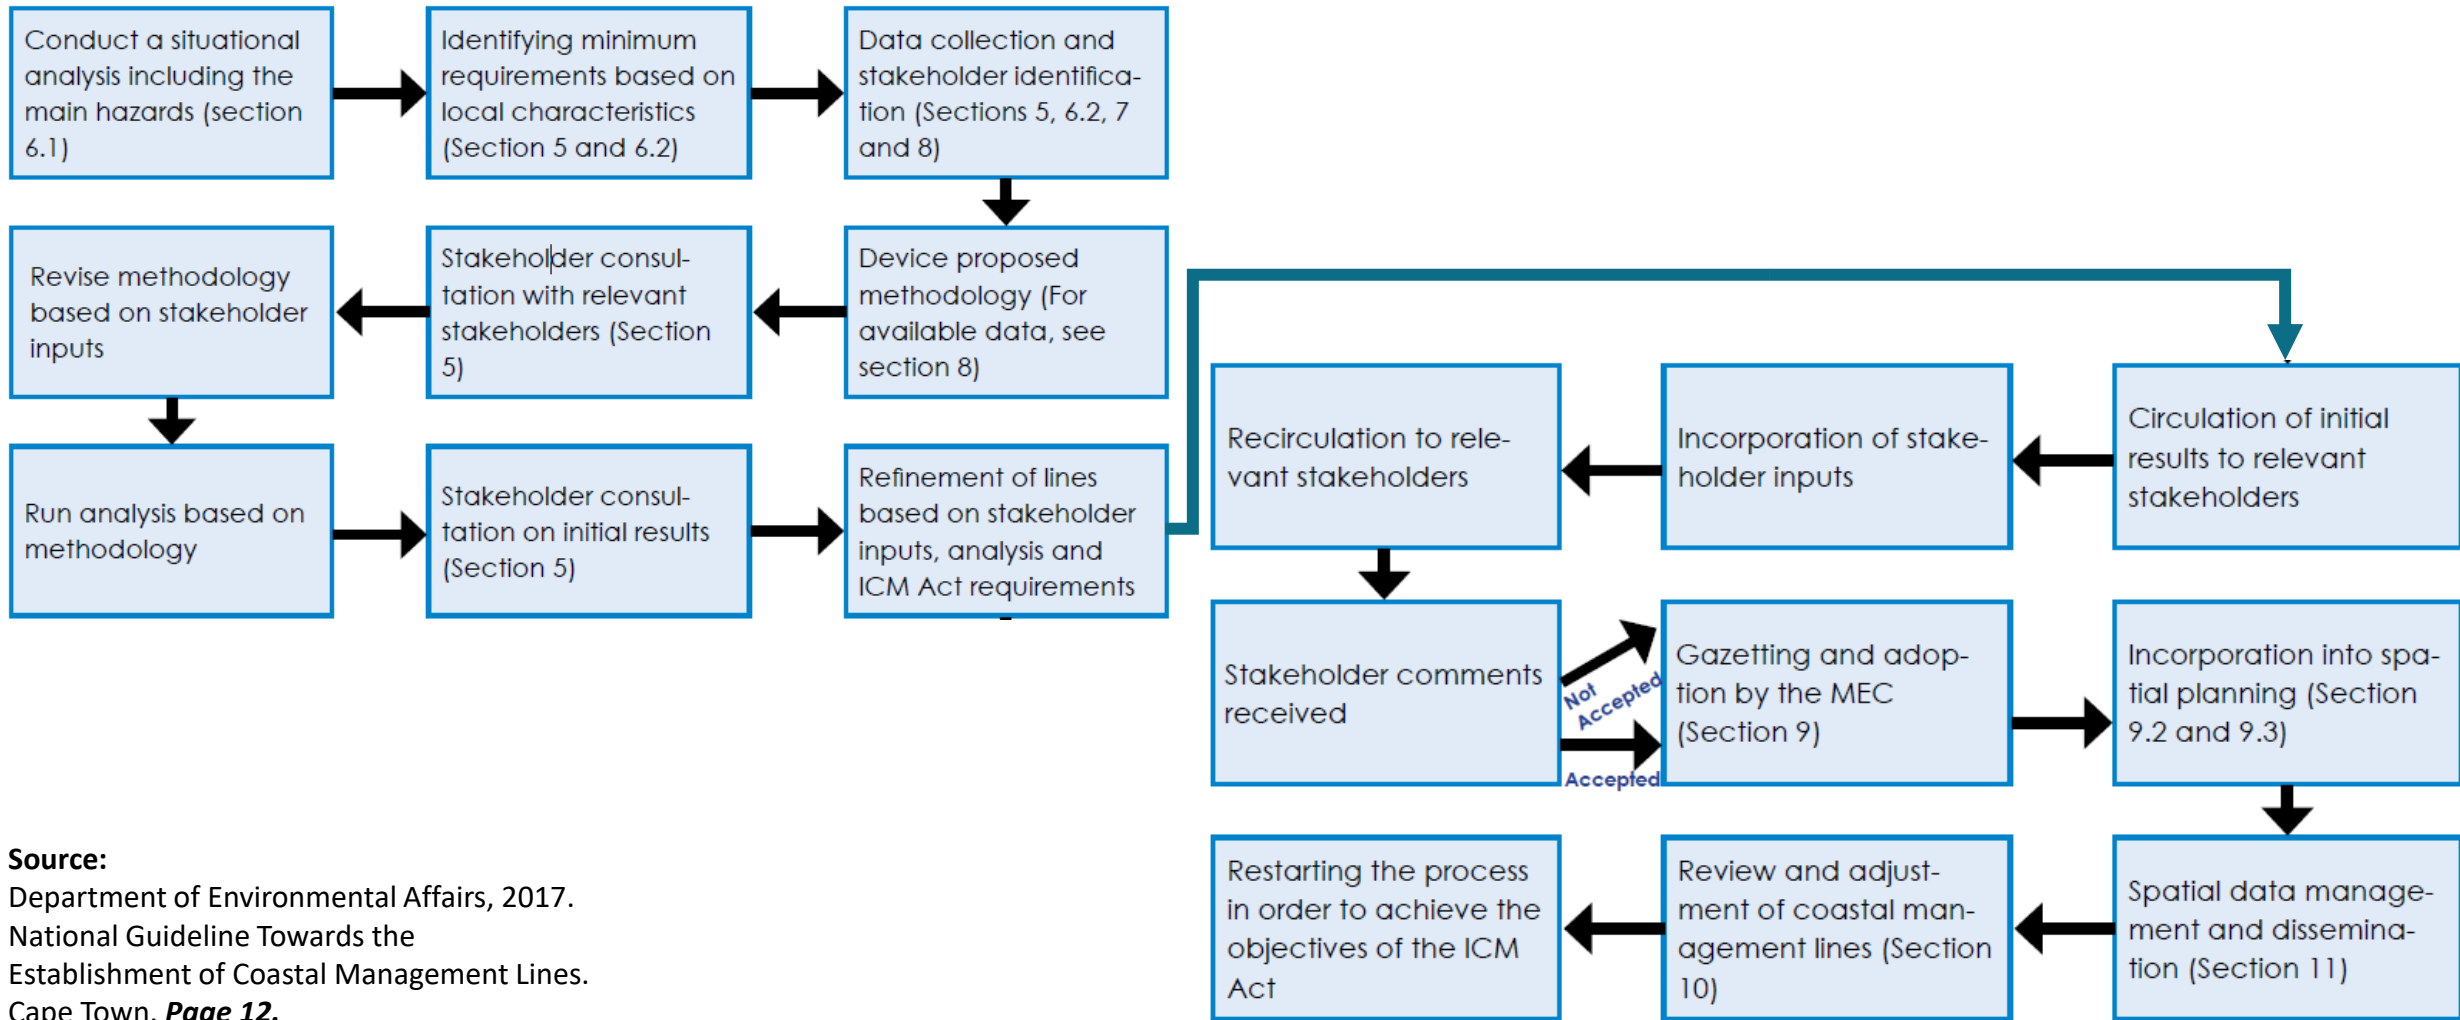 Conduct a situational
analysis including the
main hazards (section
6.1)
Identifying minimum
requirements based on
local characteristics
(Section 5 and 6.2)
Data collection and
stakeholder identifica-
tion (Sections 5, 6.2, 7
and 8)
Device proposed
methodology (For
available data, see
section 8)
Stakeholder consul-
tation with relevant
stakeholders (Section
5)
Revise methodology
based on stakeholder
inputs
Run analysis based on
methodology
Stakeholder consul-
tation on initial results
(Section 5)
Refinement of lines
based on stakeholder
inputs, analysis and
ICM Act requirements
Circulation of initial
results to relevant
stakeholders
Incorporation of stake-
holder inputs
Recirculation to rele-
vant stakeholders
Stakeholder comments
received
Not
Accepted
Accepted
Gazetting and adop-
tion by the MEC
(Section 9)
Incorporation into spa-
tial planning (Section
9.2 and 9.3)
Spatial data manage-
ment and dissemina-
tion (Section 11)
Review and adjust-
ment of coastal man-
agement lines (Section
10)
Restarting the process
in order to achieve the
objectives of the ICM
Act
Source:
Department of Environmental Affairs, 2017.
National Guideline Towards the
Establishment of Coastal Management Lines.
Cape Town. Page 12.